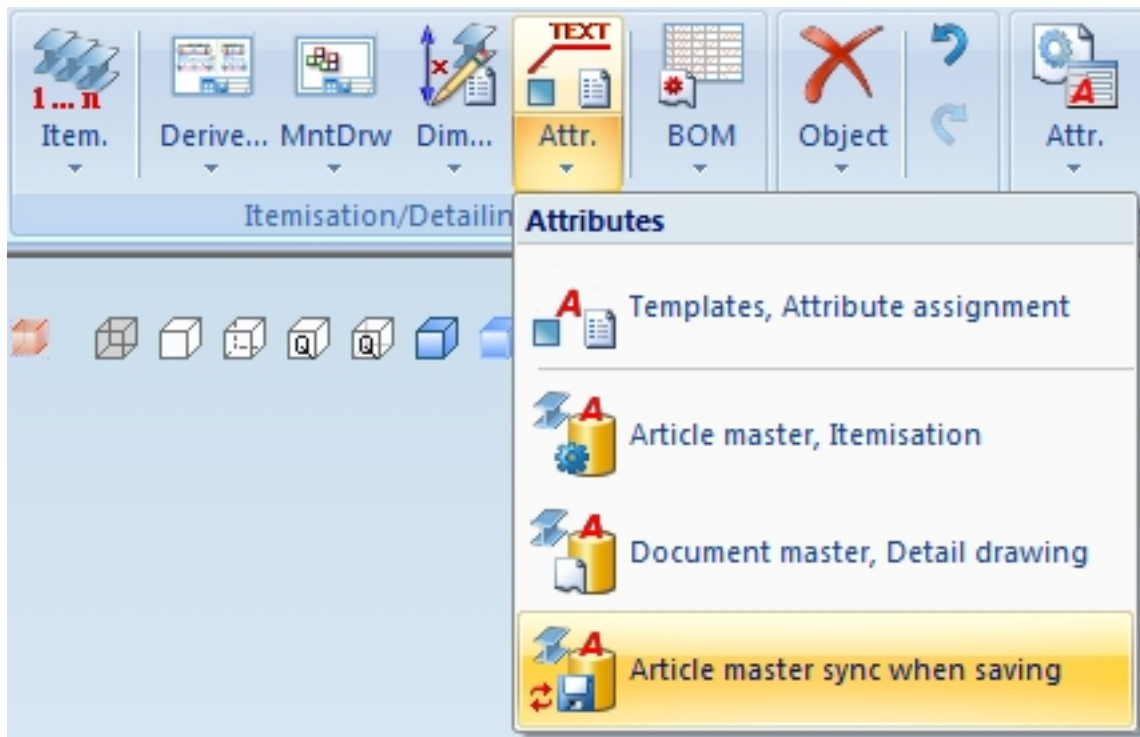 TEXT
1 ... n
Item.
Derive...
MntDrw
Dim...
Attr.
BOM
Object
A
Attr.
Itemisation/Detailin
Attributes
Q
Q
A
Templates, Attribute assignment
A
Article master, Itemisation
A
Document master, Detail drawing
A
Article master sync when saving